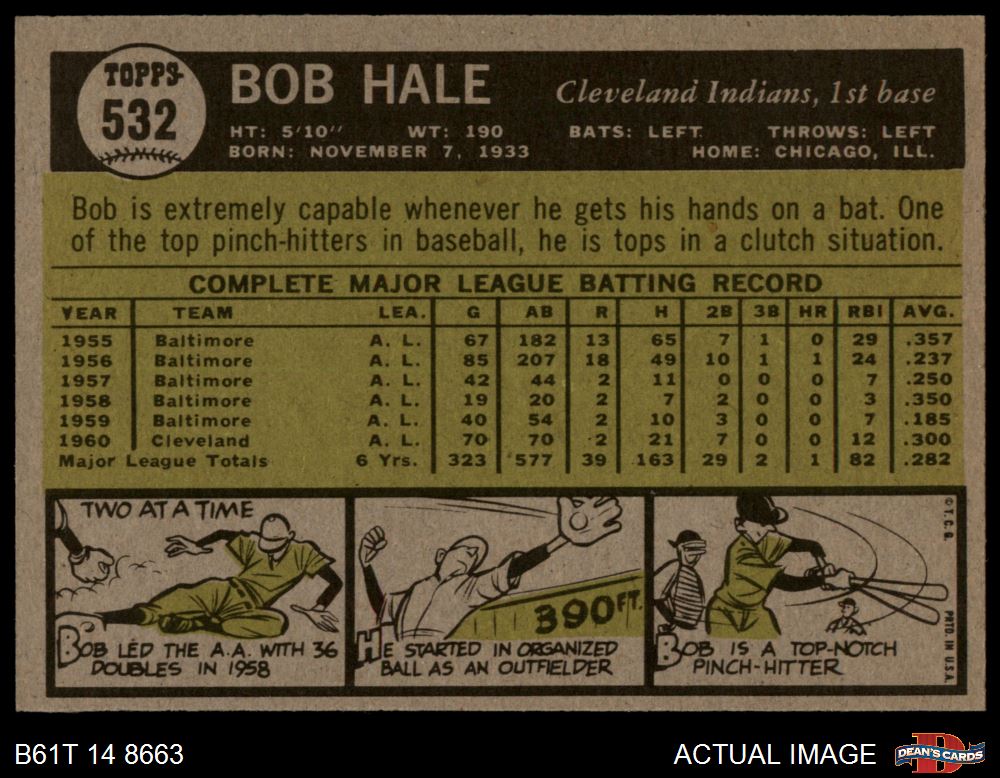 TOPPS
532
BOB HALE
Cleveland Indians, 1st base
HT: 5'10" WT: 190 BATS: LEFT THROWS: LEFT
BORN: NOVEMBER 7, 1933 HOME: CHICAGO, ILL.
Bob is extremely capable whenever he gets his hands on a bat. One
of the top pinch-hitters in baseball, he is tops in a clutch situation.
COMPLETE MAJOR LEAGUE BATTING RECORD
YEAR TEAM LEA. G AB R H 2B 3B HR RBI AVG.
1955 Baltimore A. L. 67 182 13 65 7 1 0 29 .357
1956 Baltimore A. L. 85 207 18 49 10 1 1 24 .237
1957 Baltimore A. L. 42 44 2 11 0 0 0 7 .250
1958 Baltimore A. L. 19 20 2 7 2 0 0 3 .350
1959 Baltimore A. L. 40 54 2 10 3 0 0 7 .185
1960 Cleveland A. L. 70 70 2 21 7 0 0 12 .300
Major League Totals 6 Yrs. 323 577 39 163 29 2 1 82 .282
TWO AT A TIME
BOB LED THE A.A. WITH 36
DOUBLES IN 1958
390 FT.
HE STARTED IN ORGANIZED
BALL AS AN OUTFIELDER
BOB IS A TOP-NOTCH
PINCH-HITTER
© T. C. G. PRTD. IN U.S.A.
B61T 14 8663
ACTUAL IMAGE
DEAN'S CARDS